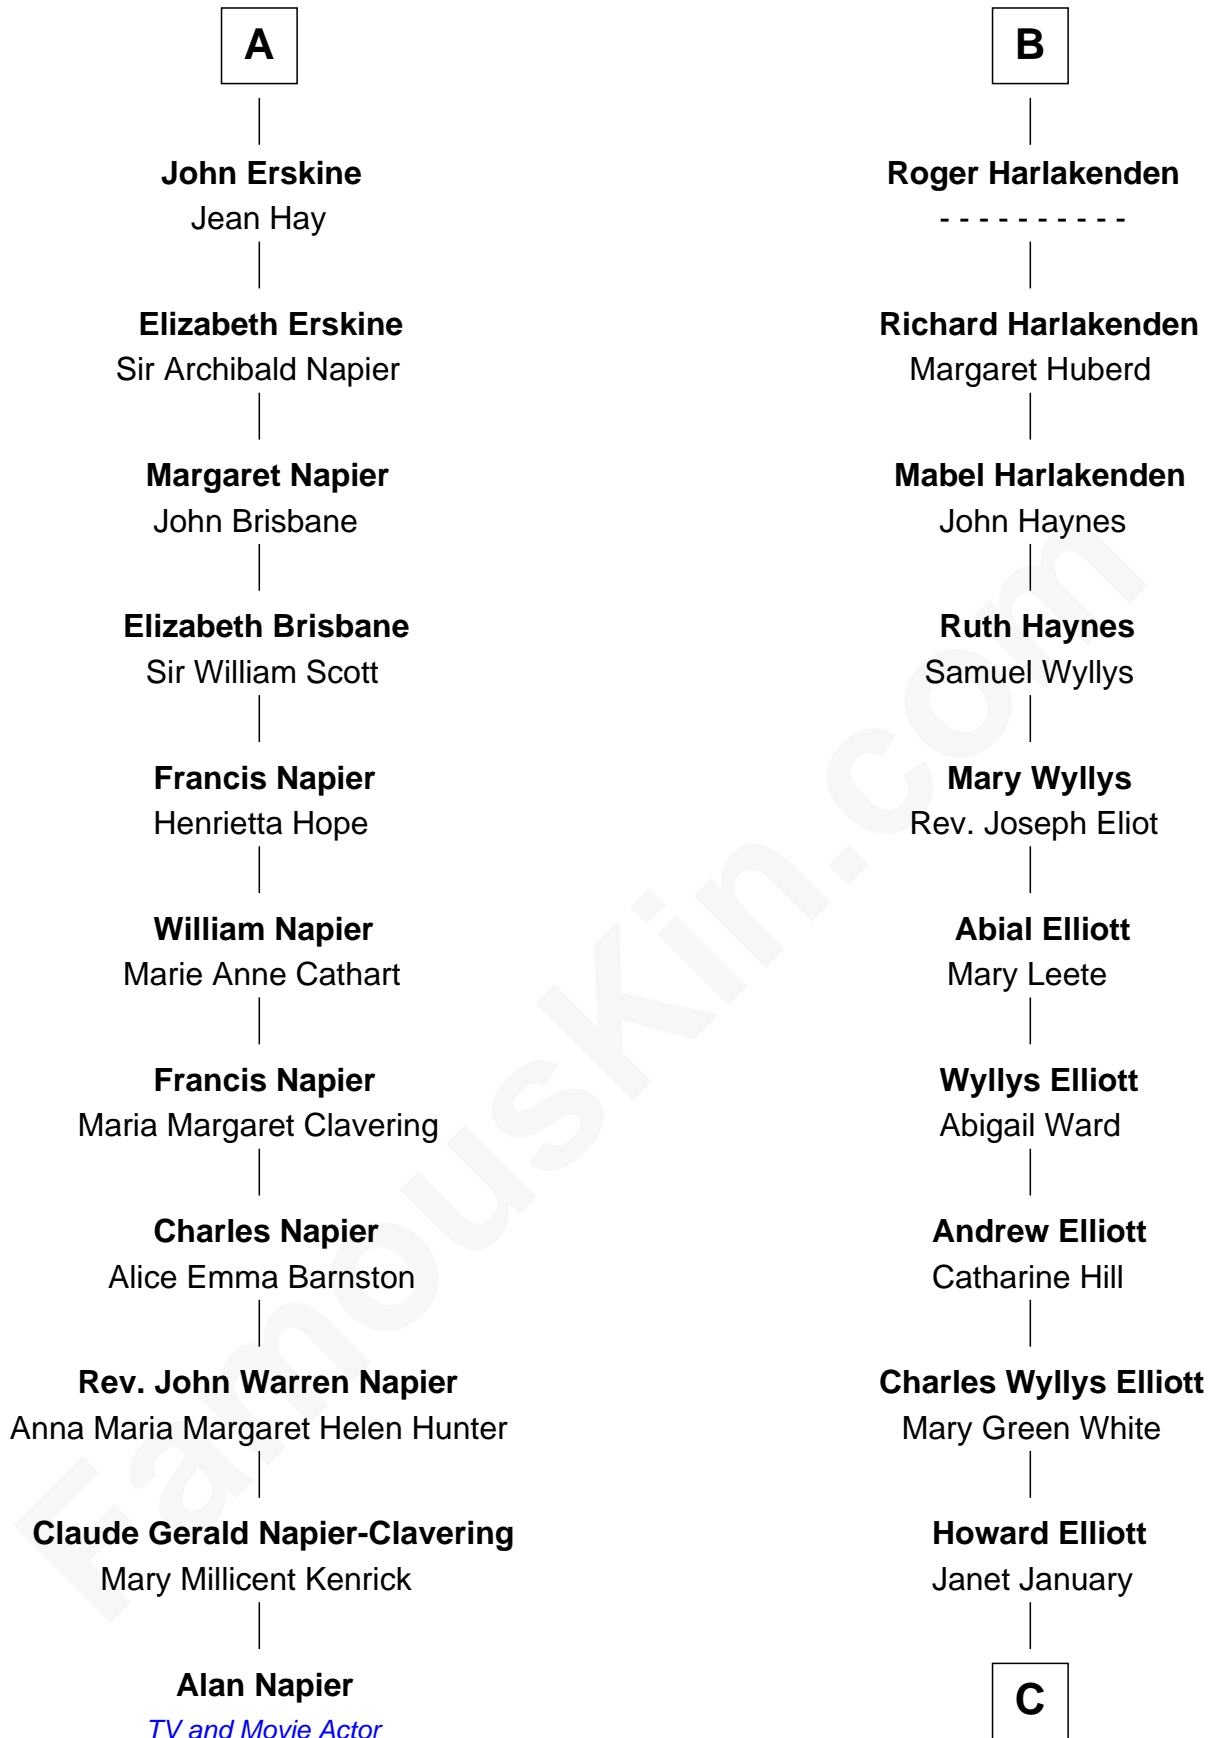 A
John Erskine
Jean Hay
Elizabeth Erskine
Sir Archibald Napier
Margaret Napier
John Brisbane
Elizabeth Brisbane
Sir William Scott
Francis Napier
Henrietta Hope
William Napier
Marie Anne Cathart
Francis Napier
Maria Margaret Clavering
Charles Napier
Alice Emma Barnston
Rev. John Warren Napier
Anna Maria Margaret Helen Hunter
Claude Gerald Napier-Clavering
Mary Millicent Kenrick
Alan Napier
TV and Movie Actor
B
Roger Harlakenden
- - - - - - - - - -
Richard Harlakenden
Margaret Huberd
Mabel Harlakenden
John Haynes
Ruth Haynes
Samuel Wyllys
Mary Wyllys
Rev. Joseph Eliot
Abial Elliott
Mary Leete
Wyllys Elliott
Abigail Ward
Andrew Elliott
Catharine Hill
Charles Wyllys Elliott
Mary Green White
Howard Elliott
Janet January
C
FamousKin.com